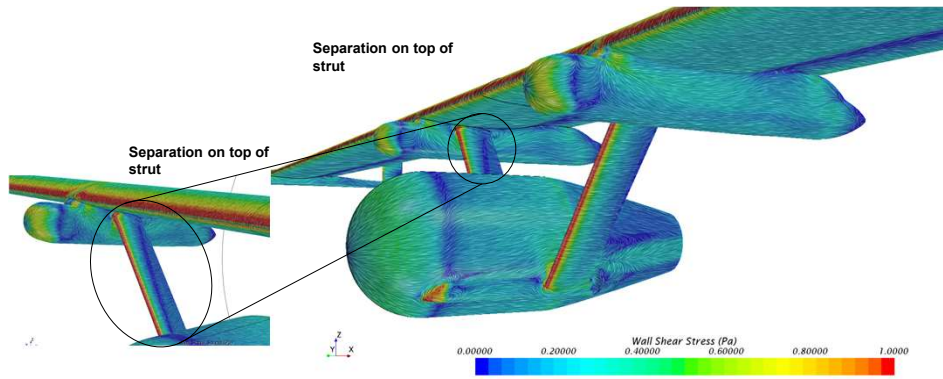 Separation on top of
strut
Separation on top of
strut
Z
Y X
Wall Shear Stress (Pa)
0.00000 0.20000 0.40000 0.60000 0.80000 1.0000